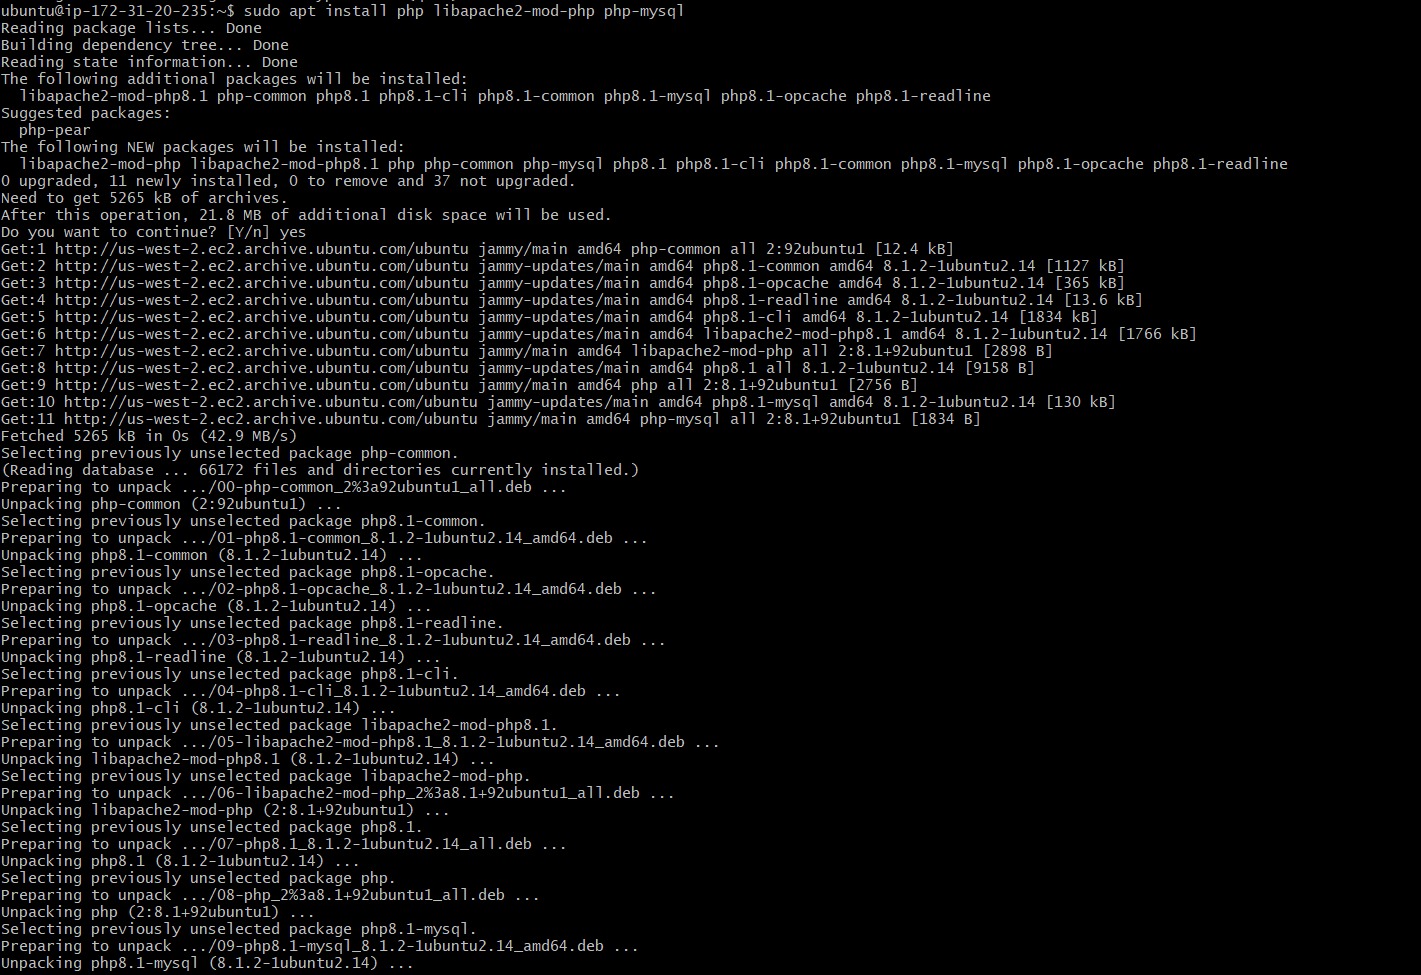 ubuntu@ip-172-31-20-235:~$ sudo apt install php libapache2-mod-php php-mysql
Reading package lists... Done
Building dependency tree... Done
Reading state information... Done
The following additional packages will be installed:
  libapache2-mod-php8.1 php-common php8.1 php8.1-cli php8.1-common php8.1-mysql php8.1-opcache php8.1-readline
Suggested packages:
  php-pear
The following NEW packages will be installed:
  libapache2-mod-php libapache2-mod-php8.1 php php-common php-mysql php8.1 php8.1-cli php8.1-common php8.1-mysql php8.1-opcache php8.1-readline
0 upgraded, 11 newly installed, 0 to remove and 37 not upgraded.
Need to get 5265 kB of archives.
After this operation, 21.8 MB of additional disk space will be used.
Do you want to continue? [Y/n] yes
Get:1 http://us-west-2.ec2.archive.ubuntu.com/ubuntu jammy/main amd64 php-common all 2:92ubuntu1 [12.4 kB]
Get:2 http://us-west-2.ec2.archive.ubuntu.com/ubuntu jammy-updates/main amd64 php8.1-common amd64 8.1.2-1ubuntu2.14 [1127 kB]
Get:3 http://us-west-2.ec2.archive.ubuntu.com/ubuntu jammy-updates/main amd64 php8.1-opcache amd64 8.1.2-1ubuntu2.14 [365 kB]
Get:4 http://us-west-2.ec2.archive.ubuntu.com/ubuntu jammy-updates/main amd64 php8.1-readline amd64 8.1.2-1ubuntu2.14 [13.6 kB]
Get:5 http://us-west-2.ec2.archive.ubuntu.com/ubuntu jammy-updates/main amd64 php8.1-cli amd64 8.1.2-1ubuntu2.14 [1834 kB]
Get:6 http://us-west-2.ec2.archive.ubuntu.com/ubuntu jammy-updates/main amd64 libapache2-mod-php8.1 amd64 8.1.2-1ubuntu2.14 [1766 kB]
Get:7 http://us-west-2.ec2.archive.ubuntu.com/ubuntu jammy/main amd64 libapache2-mod-php all 2:8.1+92ubuntu1 [2898 B]
Get:8 http://us-west-2.ec2.archive.ubuntu.com/ubuntu jammy-updates/main amd64 php8.1 all 8.1.2-1ubuntu2.14 [9158 B]
Get:9 http://us-west-2.ec2.archive.ubuntu.com/ubuntu jammy/main amd64 php all 2:8.1+92ubuntu1 [2756 B]
Get:10 http://us-west-2.ec2.archive.ubuntu.com/ubuntu jammy-updates/main amd64 php8.1-mysql amd64 8.1.2-1ubuntu2.14 [130 kB]
Get:11 http://us-west-2.ec2.archive.ubuntu.com/ubuntu jammy/main amd64 php-mysql all 2:8.1+92ubuntu1 [1834 B]
Fetched 5265 kB in 0s (42.9 MB/s)
Selecting previously unselected package php-common.
(Reading database ... 66172 files and directories currently installed.)
Preparing to unpack .../00-php-common_2%3a92ubuntu1_all.deb ...
Unpacking php-common (2:92ubuntu1) ...
Selecting previously unselected package php8.1-common.
Preparing to unpack .../01-php8.1-common_8.1.2-1ubuntu2.14_amd64.deb ...
Unpacking php8.1-common (8.1.2-1ubuntu2.14) ...
Selecting previously unselected package php8.1-opcache.
Preparing to unpack .../02-php8.1-opcache_8.1.2-1ubuntu2.14_amd64.deb ...
Unpacking php8.1-opcache (8.1.2-1ubuntu2.14) ...
Selecting previously unselected package php8.1-readline.
Preparing to unpack .../03-php8.1-readline_8.1.2-1ubuntu2.14_amd64.deb ...
Unpacking php8.1-readline (8.1.2-1ubuntu2.14) ...
Selecting previously unselected package php8.1-cli.
Preparing to unpack .../04-php8.1-cli_8.1.2-1ubuntu2.14_amd64.deb ...
Unpacking php8.1-cli (8.1.2-1ubuntu2.14) ...
Selecting previously unselected package libapache2-mod-php8.1.
Preparing to unpack .../05-libapache2-mod-php8.1_8.1.2-1ubuntu2.14_amd64.deb ...
Unpacking libapache2-mod-php8.1 (8.1.2-1ubuntu2.14) ...
Selecting previously unselected package libapache2-mod-php.
Preparing to unpack .../06-libapache2-mod-php_2%3a8.1+92ubuntu1_all.deb ...
Unpacking libapache2-mod-php (2:8.1+92ubuntu1) ...
Selecting previously unselected package php8.1.
Preparing to unpack .../07-php8.1_8.1.2-1ubuntu2.14_all.deb ...
Unpacking php8.1 (8.1.2-1ubuntu2.14) ...
Selecting previously unselected package php.
Preparing to unpack .../08-php_2%3a8.1+92ubuntu1_all.deb ...
Unpacking php (2:8.1+92ubuntu1) ...
Selecting previously unselected package php8.1-mysql.
Preparing to unpack .../09-php8.1-mysql_8.1.2-1ubuntu2.14_amd64.deb ...
Unpacking php8.1-mysql (8.1.2-1ubuntu2.14) ...